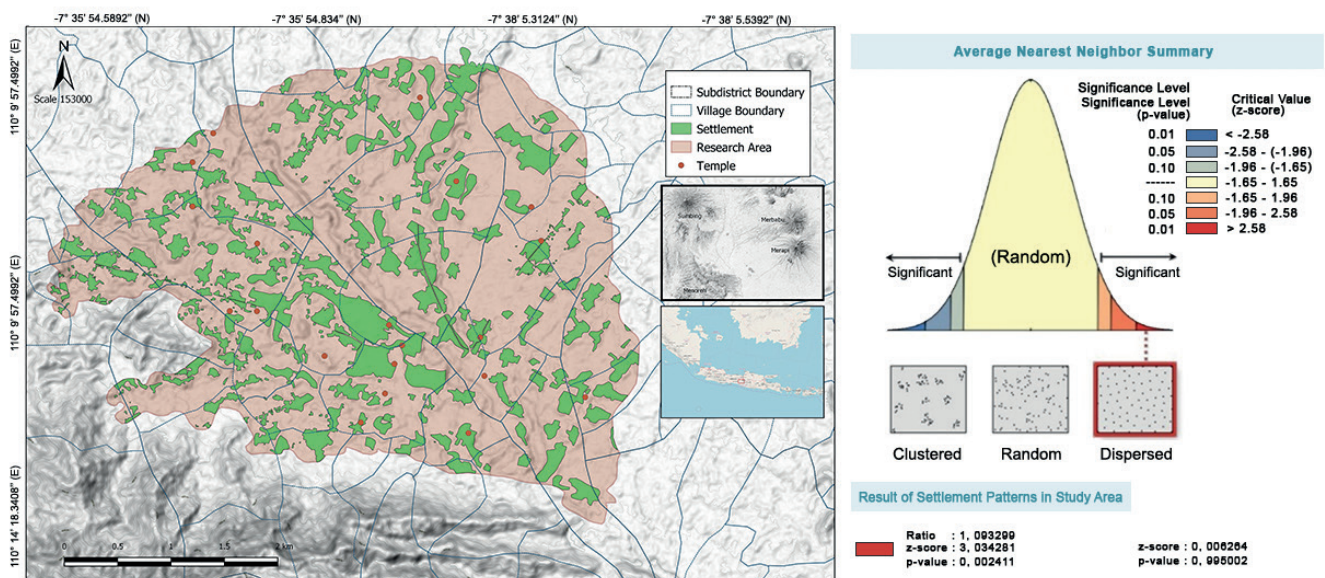 -7° 35' 54.5892" (N)
-7° 35' 54.834" (N)
-7° 38' 5.3124" (N)
-7° 38' 5.5392" (N)
110° 9' 57.4992" (E)
110° 9' 57.4992" (E)
110° 14' 18.3408" (E)
N
Scale 153000
Subdistrict Boundary
Village Boundary
Settlement
Research Area
Temple
Sumbing
Merbabu
Merapi
Menoreh
0
0.5
1
1.5
2 km
Average Nearest Neighbor Summary
Significance Level
Significance Level
(p-value)
Critical Value
(z-score)
0.01 < -2.58
0.05 -2.58 - (-1.96)
0.10 -1.96 - (-1.65)
------ -1.65 - 1.65
0.10 -1.65 - 1.96
0.05 -1.96 - 2.58
0.01 > 2.58
(Random)
Significant
Significant
Clustered
Random
Dispersed
Result of Settlement Patterns in Study Area
Ratio : 1, 093299
z-score : 3, 034281
p-value : 0, 002411
z-score : 0, 006264
p-value : 0, 995002